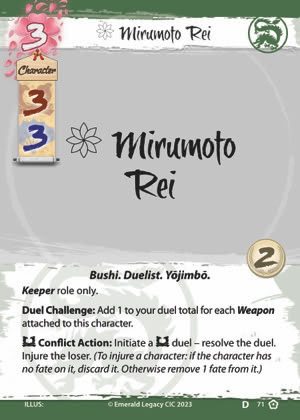 3
Mirumoto Rei
Character
3
3
Mirumoto
Rei
2
Bushi. Duelist. Yōjimbō.
Keeper role only.
Duel Challenge: Add 1 to your duel total for each Weapon
attached to this character.
Conflict Action: Initiate a duel – resolve the duel.
Injure the loser. (To injure a character: if the character has
no fate on it, discard it. Otherwise remove 1 fate from it.)
ILLUS:
© Emerald Legacy CIC 2023
D 71